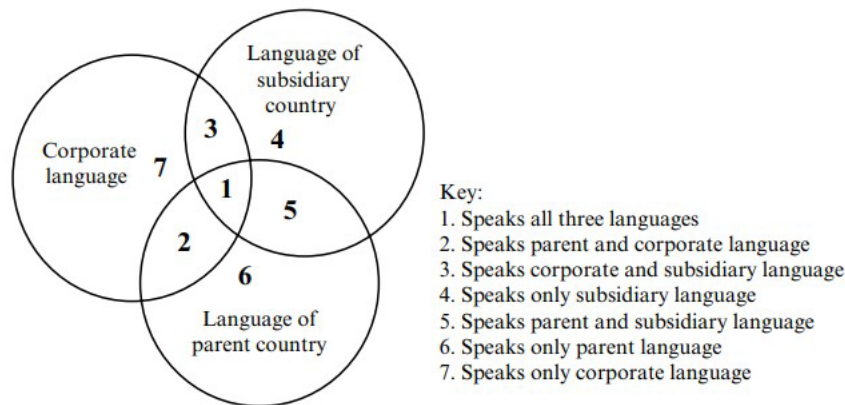 Language of
subsidiary
country
3
4
Corporate
language
7
1
5
2
6
Language of
parent country
Key:
1. Speaks all three languages
2. Speaks parent and corporate language
3. Speaks corporate and subsidiary language
4. Speaks only subsidiary language
5. Speaks parent and subsidiary language
6. Speaks only parent language
7. Speaks only corporate language